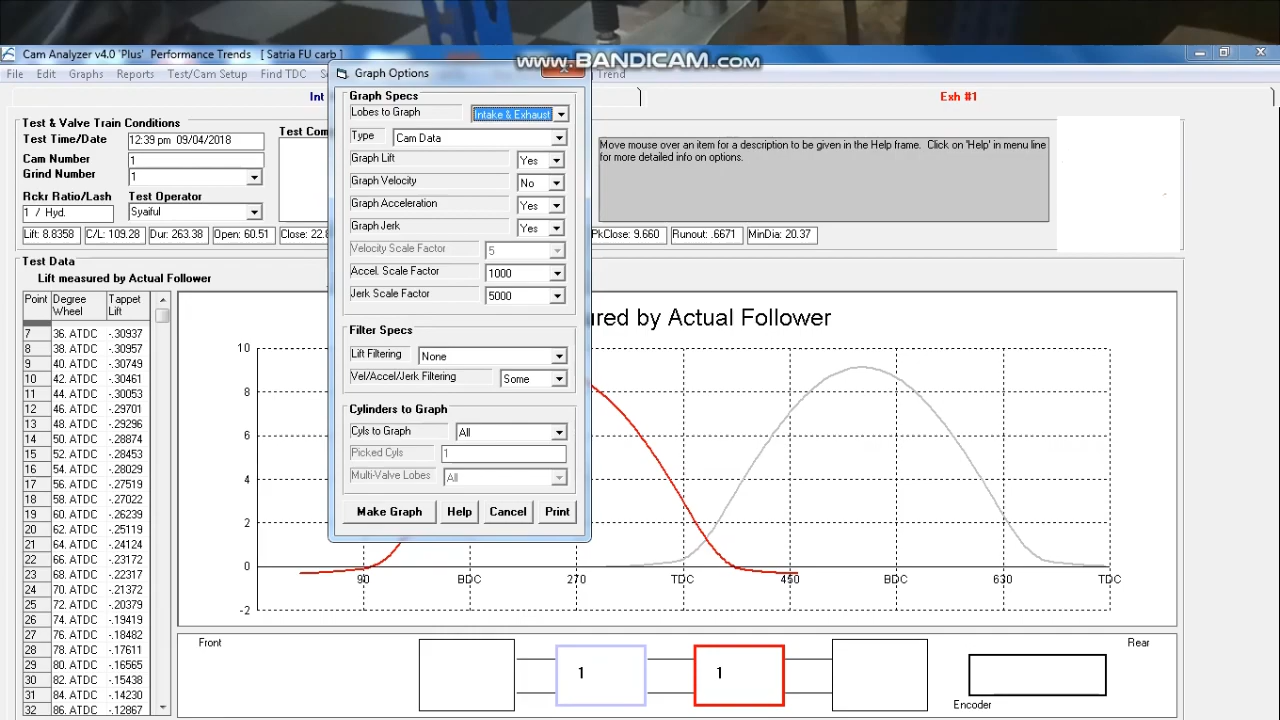 Cam Analyzer v4.0 'Plus' Performance Trends [ Satria FU carb ]
www.BANDICAM.com
Graph Options
File Edit Graphs Reports Test/Cam Setup Find TDC
Trend
Int
Exh #1
Test & Valve Train Conditions
Test Time/Date 12:39 pm 09/04/2018
Test Com
Cam Number 1
Grind Number 1
Rckr Ratio/Lash Test Operator
1 / Hyd. Syaiful
Lift: 8.8358 C/L: 109.28 Dur: 263.38 Open: 60.51 Close: 22.8
PkClose: 9.660 Runout: .6671 MinDia: 20.37
Move mouse over an item for a description to be given in the Help frame. Click on 'Help' in menu line
for more detailed info on options.
Graph Specs
Lobes to Graph Intake & Exhaust
Type Cam Data
Graph Lift Yes
Graph Velocity No
Graph Acceleration Yes
Graph Jerk Yes
Velocity Scale Factor 5
Accel. Scale Factor 1000
Jerk Scale Factor 5000
Filter Specs
Lift Filtering None
Vel/Accel/Jerk Filtering Some
Cylinders to Graph
Cyls to Graph All
Picked Cyls 1
Multi-Valve Lobes All
Make Graph Help Cancel Print
Test Data
Lift measured by Actual Follower
Point Degree Tappet
Wheel Lift
7 36. ATDC -.30937
8 38. ATDC -.30957
9 40. ATDC -.30749
10 42. ATDC -.30461
11 44. ATDC -.30053
12 46. ATDC -.29701
13 48. ATDC -.29296
14 50. ATDC -.28874
15 52. ATDC -.28453
16 54. ATDC -.28029
17 56. ATDC -.27519
18 58. ATDC -.27022
19 60. ATDC -.26239
20 62. ATDC -.25119
21 64. ATDC -.24124
22 66. ATDC -.23172
23 68. ATDC -.22317
24 70. ATDC -.21372
25 72. ATDC -.20379
26 74. ATDC -.19419
27 76. ATDC -.18482
28 78. ATDC -.17611
29 80. ATDC -.16565
30 82. ATDC -.15438
31 84. ATDC -.14230
32 86. ATDC -.12867
ured by Actual Follower
10
8
6
4
2
0
-2
90 BDC 270 TDC 450 BDC 630 TDC
Front
Rear
1
1
Encoder